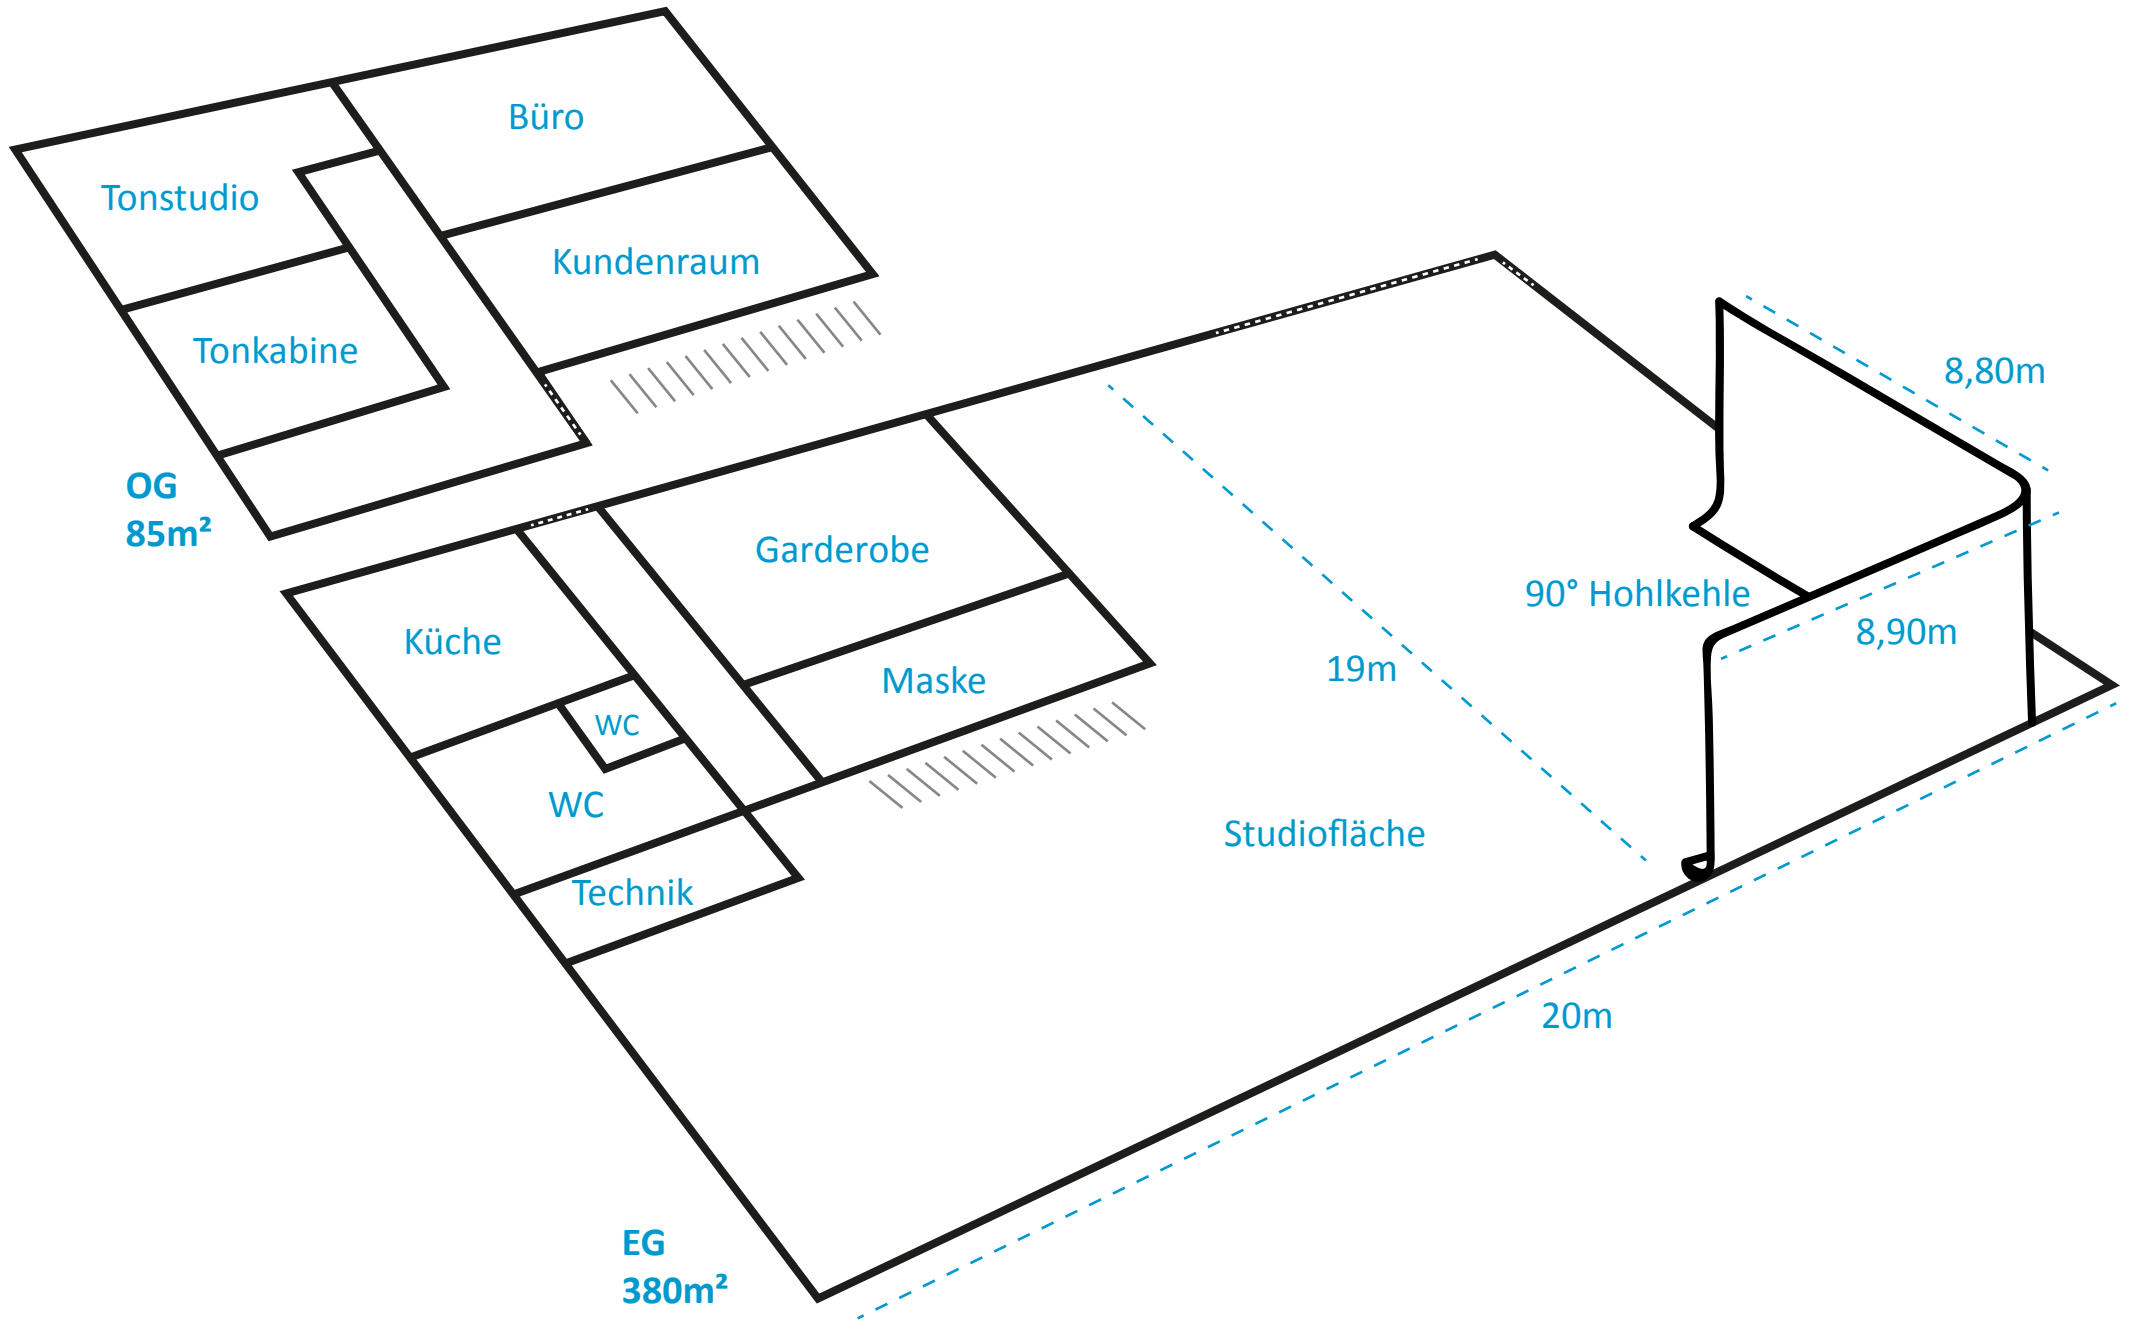 Büro
Tonstudio
Kundenraum
Tonkabine
OG
85m²
8,80m
Garderobe
90° Hohlkehle
8,90m
Küche
19m
Maske
WC
WC
Studiofläche
Technik
20m
EG
380m²